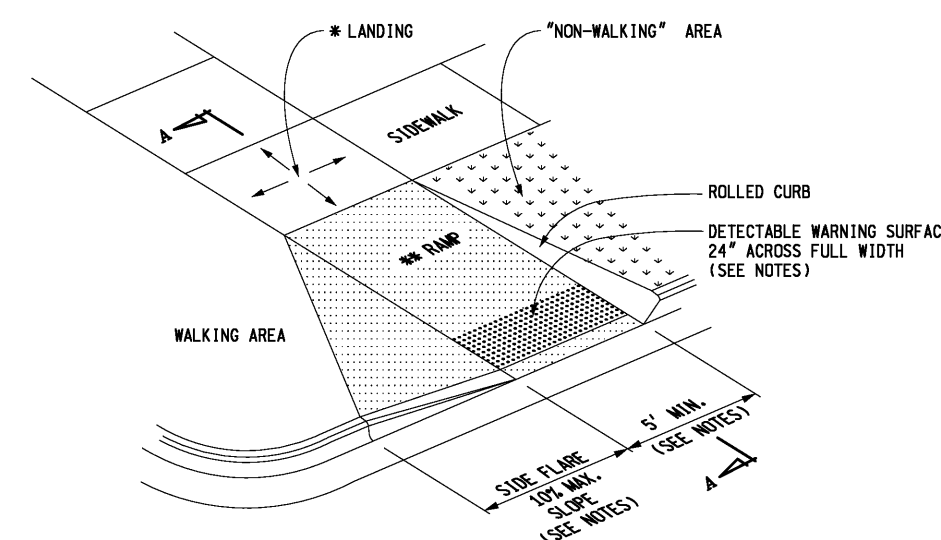 * LANDING
"NON-WALKING" AREA
A
SIDEWALK
ROLLED CURB
** RAMP
DETECTABLE WARNING SURFAC
24" ACROSS FULL WIDTH
(SEE NOTES)
WALKING AREA
5' MIN.
(SEE NOTES)
SIDE FLARE
10% MAX.
SLOPE
(SEE NOTES)
A